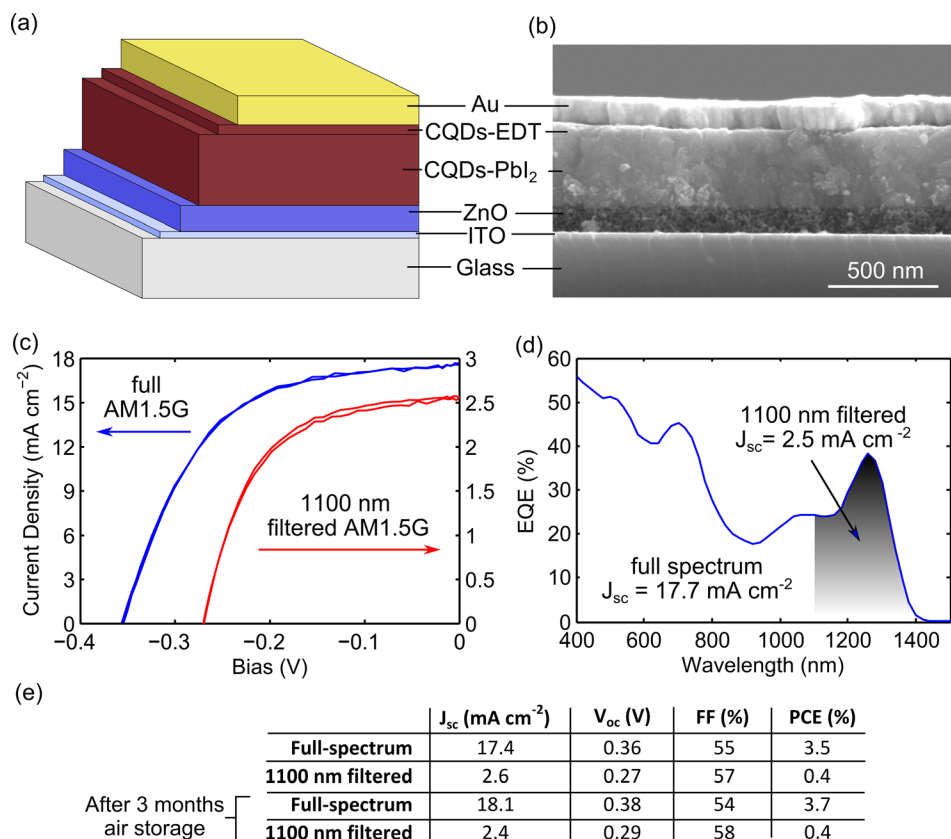 (a)
(b)
Au
CQDs-EDT
CQDs-PbI₂
ZnO
ITO
Glass
500 nm
(c)
18
15
12
9
6
3
0
Current Density (mA cm⁻²)
full
AM1.5G
1100 nm
filtered AM1.5G
3
2.5
2
1.5
1
0.5
0
−0.4
−0.3
−0.2
−0.1
0
Bias (V)
(d)
60
50
40
30
20
10
0
EQE (%)
1100 nm filtered
Jsc= 2.5 mA cm⁻²
full spectrum
Jsc = 17.7 mA cm⁻²
400
600
800
1000
1200
1400
Wavelength (nm)
(e)
Jsc (mA cm⁻²) Voc (V) FF (%) PCE (%)
Full-spectrum 17.4 0.36 55 3.5
1100 nm filtered 2.6 0.27 57 0.4
After 3 months
air storage
Full-spectrum 18.1 0.38 54 3.7
1100 nm filtered 2.4 0.29 58 0.4